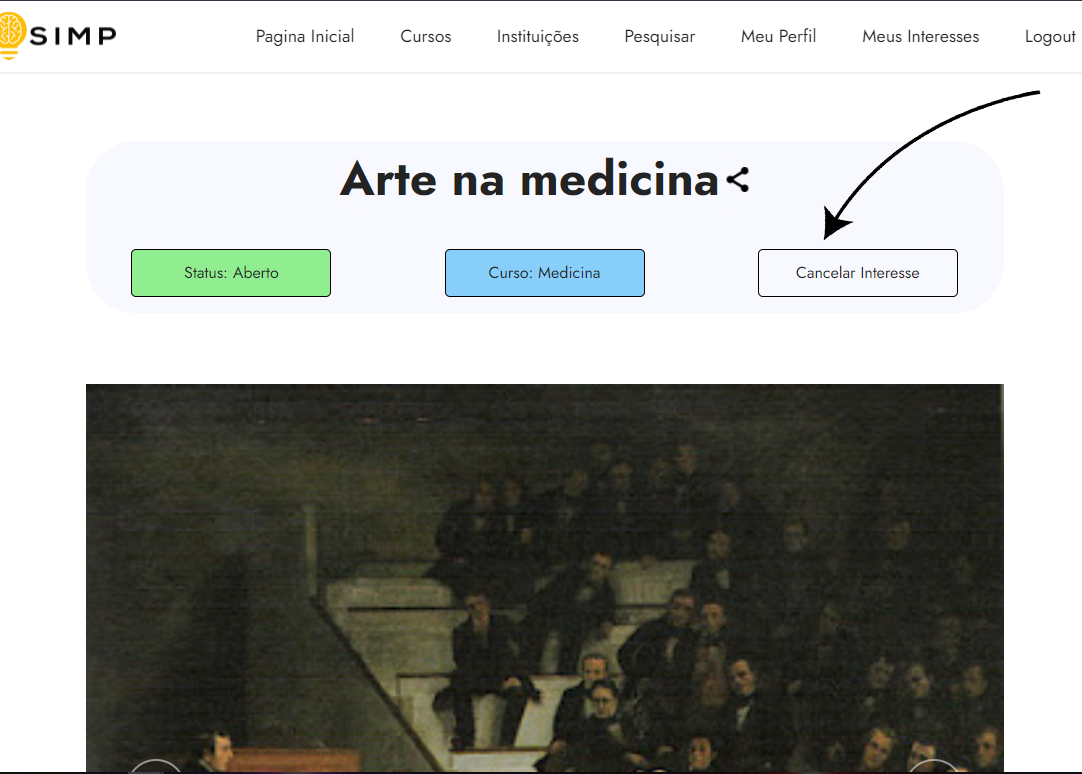 SIMP
Pagina Inicial Cursos Instituições Pesquisar Meu Perfil Meus Interesses Logout
Arte na medicina
Status: Aberto Curso: Medicina Cancelar Interesse